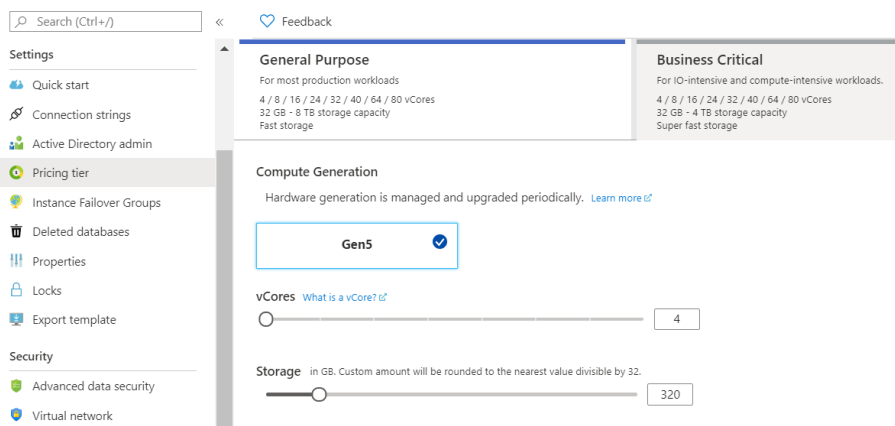 Search (Ctrl+/)
«
Feedback
Settings
Quick start
Connection strings
Active Directory admin
Pricing tier
Instance Failover Groups
Deleted databases
Properties
Locks
Export template
Security
Advanced data security
Virtual network
General Purpose
For most production workloads
4 / 8 / 16 / 24 / 32 / 40 / 64 / 80 vCores
32 GB - 8 TB storage capacity
Fast storage
Business Critical
For IO-intensive and compute-intensive workloads.
4 / 8 / 16 / 24 / 32 / 40 / 64 / 80 vCores
32 GB - 4 TB storage capacity
Super fast storage
Compute Generation
Hardware generation is managed and upgraded periodically. Learn more
Gen5
vCores What is a vCore?
4
Storage in GB. Custom amount will be rounded to the nearest value divisible by 32.
320